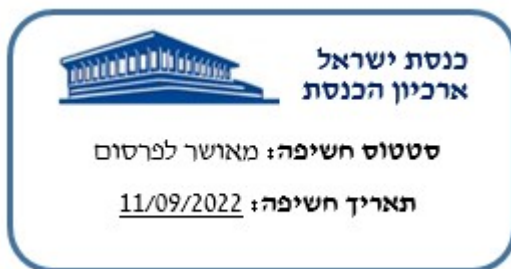 כנסת ישראל
ארכיון הכנסת
סטטוס חשיפה: מאושר לפרסום
תאריך חשיפה: 11/09/2022